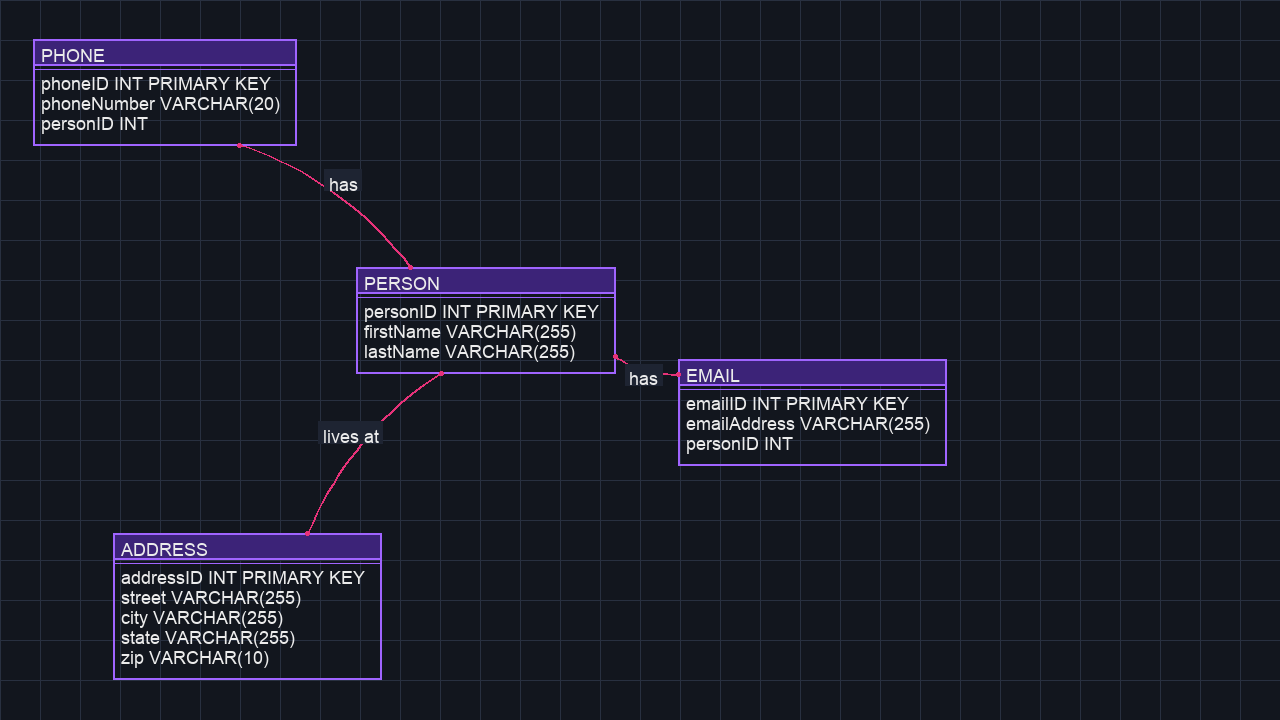 PHONE
phoneID INT PRIMARY KEY
phoneNumber VARCHAR(20)
personID INT
has
PERSON
personID INT PRIMARY KEY
firstName VARCHAR(255)
lastName VARCHAR(255)
has
EMAIL
emailID INT PRIMARY KEY
emailAddress VARCHAR(255)
personID INT
lives at
ADDRESS
addressID INT PRIMARY KEY
street VARCHAR(255)
city VARCHAR(255)
state VARCHAR(255)
zip VARCHAR(10)